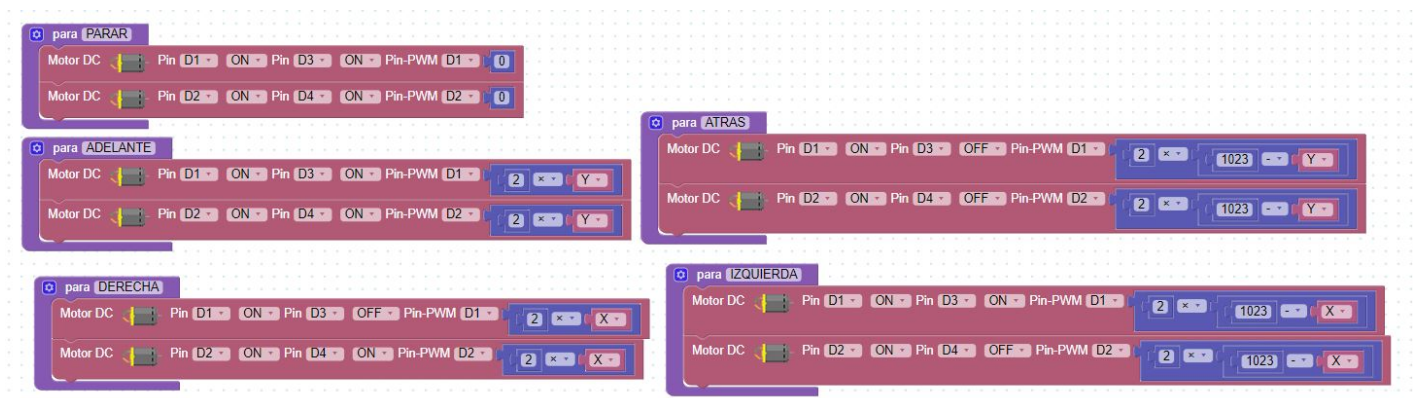 para PARAR
Motor DC Pin D1 ON Pin D3 ON Pin-PWM D1 0
Motor DC Pin D2 ON Pin D4 ON Pin-PWM D2 0
para ADELANTE
Motor DC Pin D1 ON Pin D3 ON Pin-PWM D1 2 × Y
Motor DC Pin D2 ON Pin D4 ON Pin-PWM D2 2 × Y
para ATRAS
Motor DC Pin D1 ON Pin D3 OFF Pin-PWM D1 2 × 1023 - Y
Motor DC Pin D2 ON Pin D4 OFF Pin-PWM D2 2 × 1023 - Y
para DERECHA
Motor DC Pin D1 ON Pin D3 OFF Pin-PWM D1 2 × X
Motor DC Pin D2 ON Pin D4 ON Pin-PWM D2 2 × X
para IZQUIERDA
Motor DC Pin D1 ON Pin D3 ON Pin-PWM D1 2 × 1023 - X
Motor DC Pin D2 ON Pin D4 OFF Pin-PWM D2 2 × 1023 - X